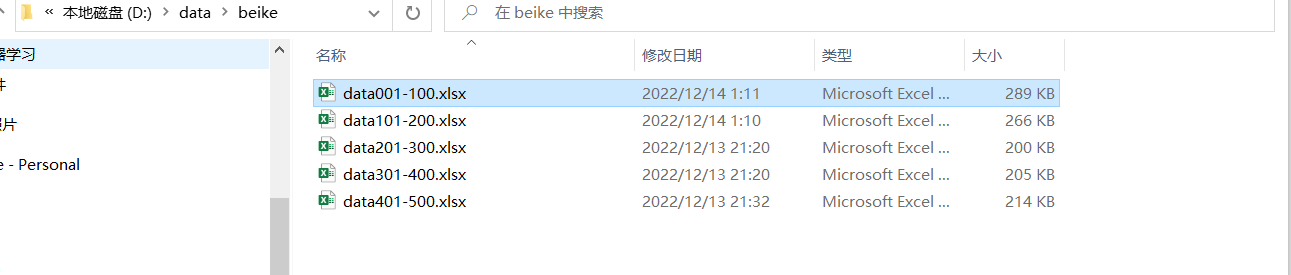 « 本地磁盘 (D:) > data > beike
在 beike 中搜索
器学习
件
照片
e - Personal
名称 修改日期 类型 大小
data001-100.xlsx 2022/12/14 1:11 Microsoft Excel ... 289 KB
data101-200.xlsx 2022/12/14 1:10 Microsoft Excel ... 266 KB
data201-300.xlsx 2022/12/13 21:20 Microsoft Excel ... 200 KB
data301-400.xlsx 2022/12/13 21:20 Microsoft Excel ... 205 KB
data401-500.xlsx 2022/12/13 21:32 Microsoft Excel ... 214 KB